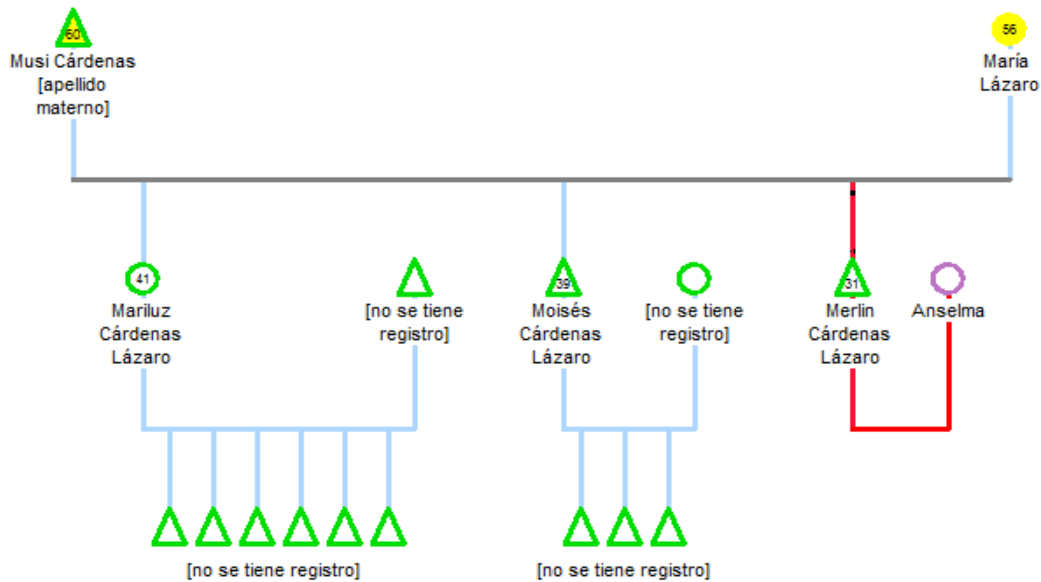 60
Musi Cárdenas
[apellido
materno]
56
María
Lázaro
41
Mariluz
Cárdenas
Lázaro
[no se tiene
registro]
39
Moisés
Cárdenas
Lázaro
[no se tiene
registro]
31
Merlin
Cárdenas
Lázaro
Anselma
[no se tiene registro]
[no se tiene registro]